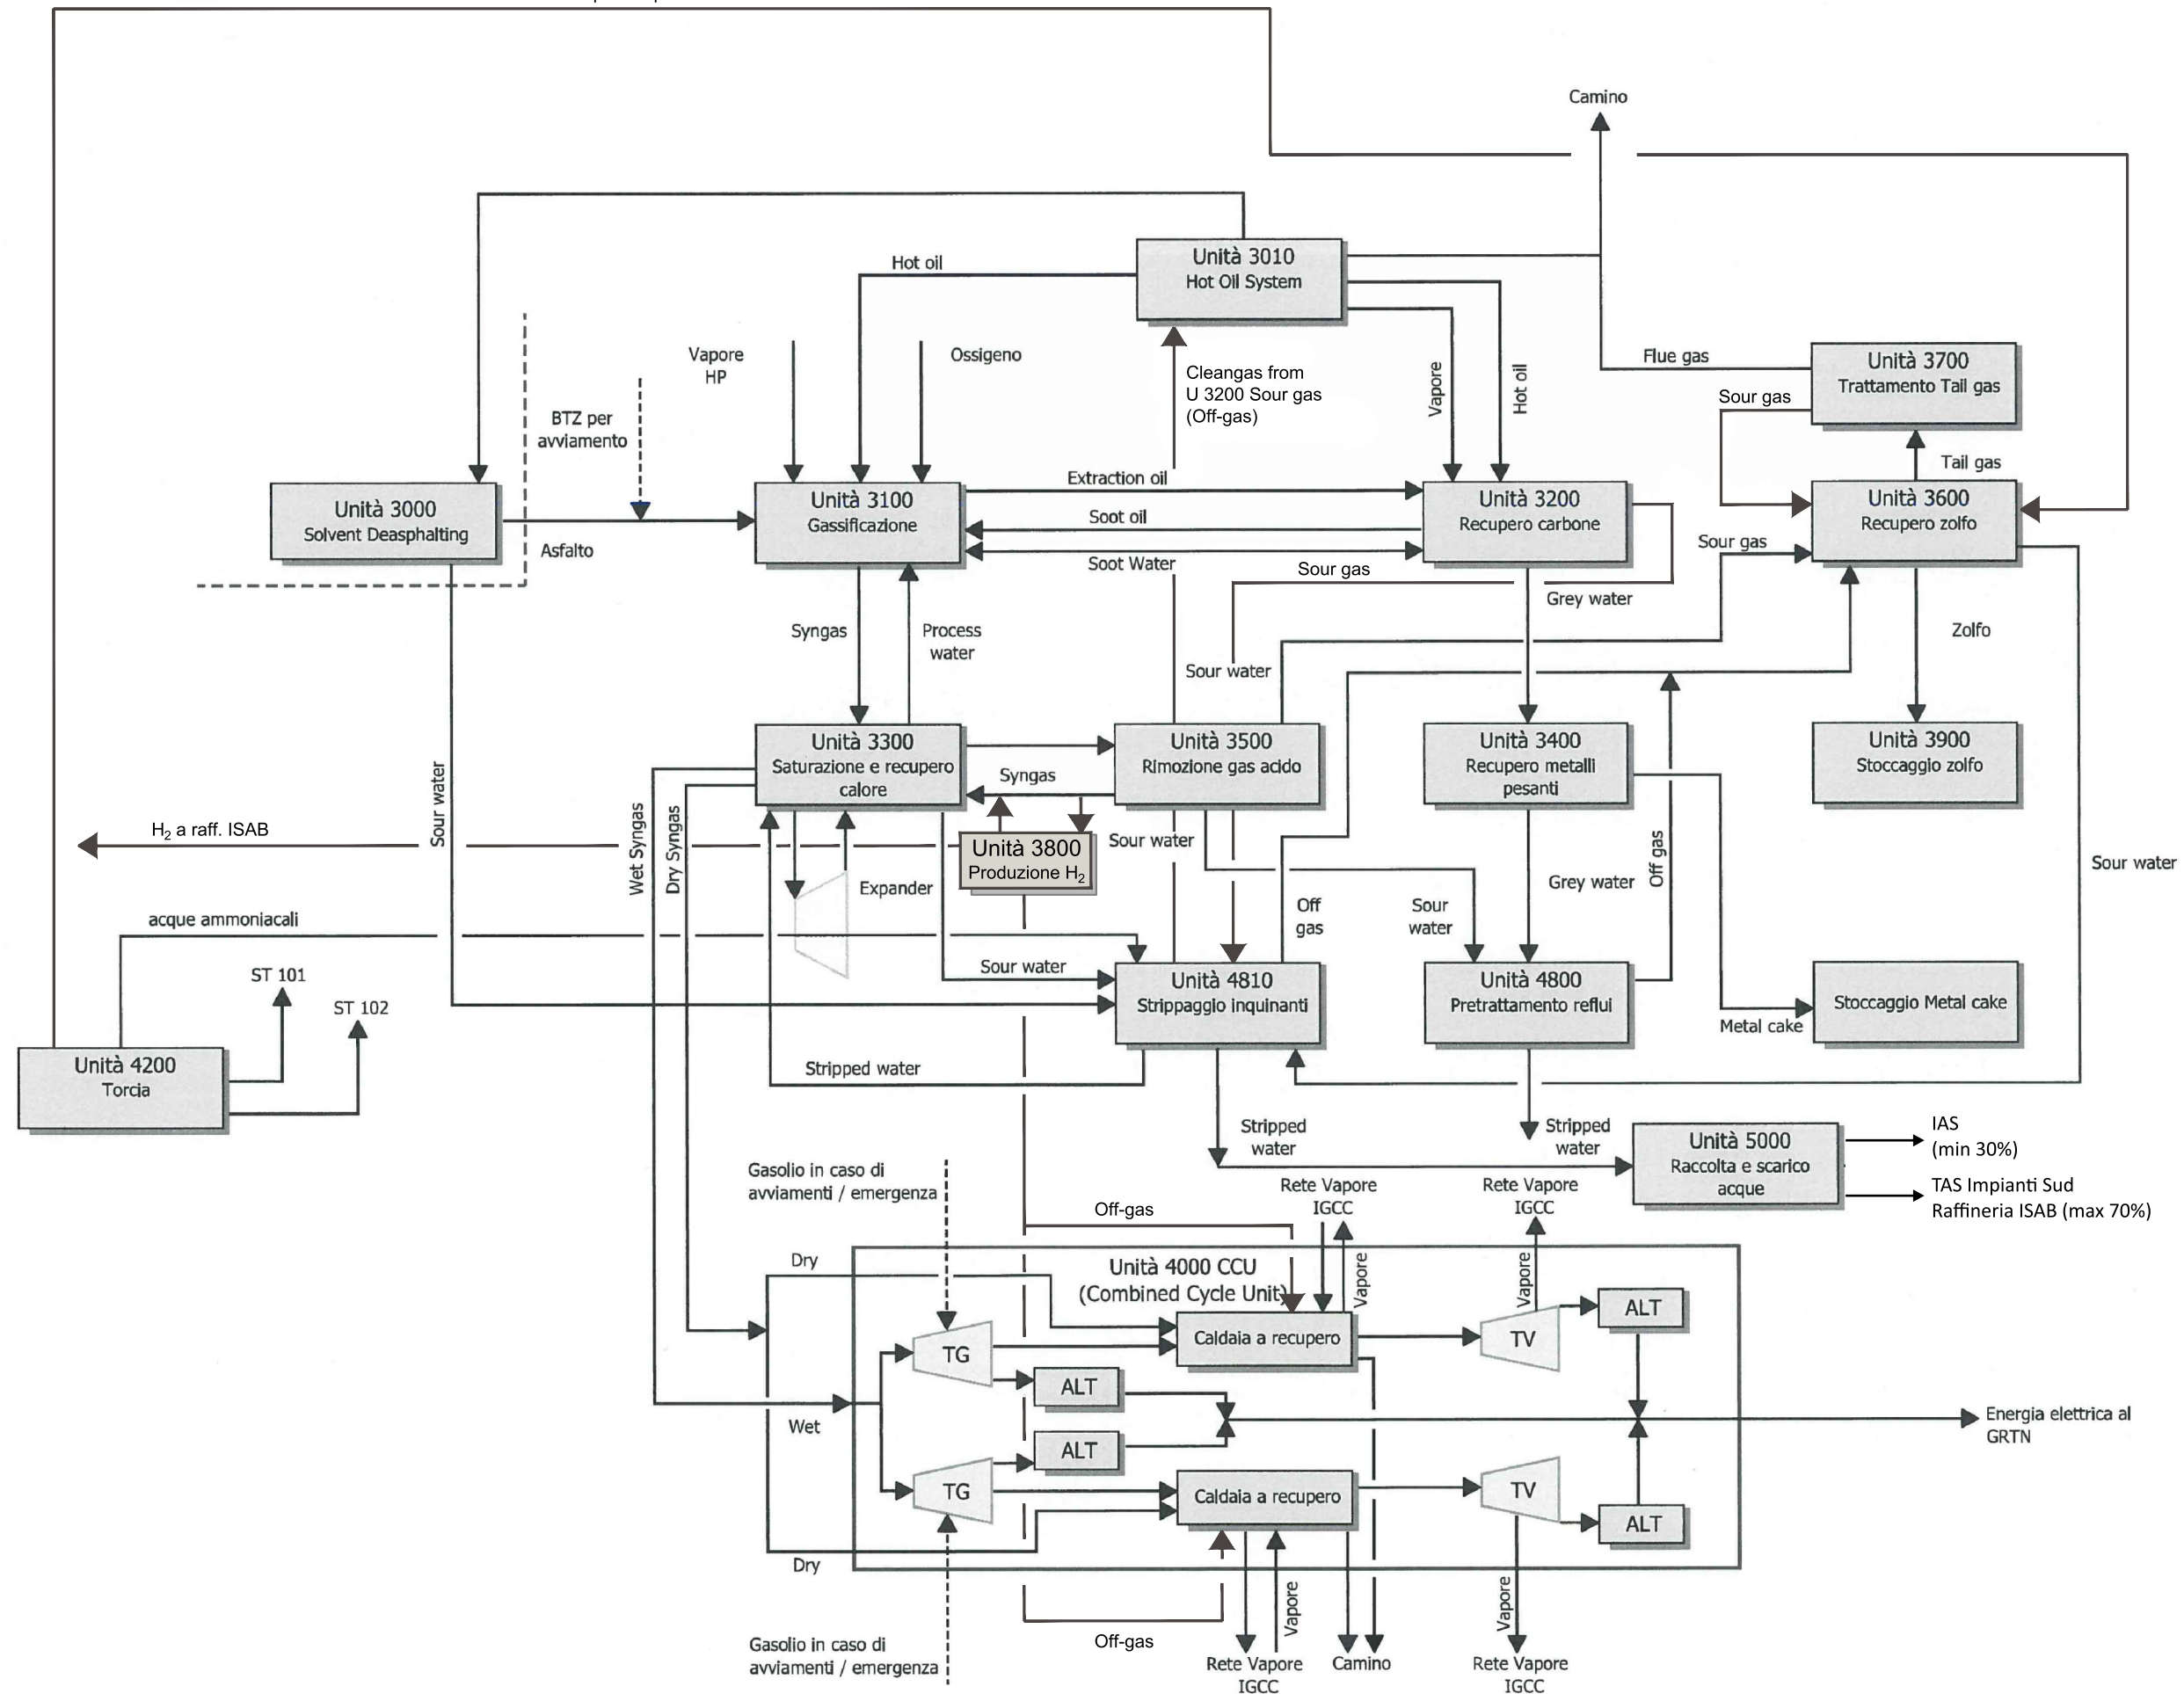 Camino
Unità 3010
Hot Oil System
Hot oil
Vapore
HP
Ossigeno
Cleangas from
U 3200 Sour gas
(Off-gas)
Vapore
Hot oil
Flue gas
Unità 3700
Trattamento Tail gas
Sour gas
Tail gas
BTZ per
avviamento
Unità 3000
Solvent Deasphalting
Asfalto
Unità 3100
Gassificazione
Extraction oil
Soot oil
Soot Water
Unità 3200
Recupero carbone
Unità 3600
Recupero zolfo
Sour gas
Sour gas
Grey water
Syngas
Process
water
Sour water
Zolfo
Unità 3300
Saturazione e recupero
calore
Syngas
Unità 3500
Rimozione gas acido
Unità 3400
Recupero metalli
pesanti
Unità 3900
Stoccaggio zolfo
Sour water
Wet Syngas
Dry Syngas
H2 a raff. ISAB
Unità 3800
Produzione H2
Sour water
Expander
Off
gas
Sour
water
Grey water
Off gas
Sour water
acque ammoniacali
ST 101
ST 102
Sour water
Unità 4810
Strippaggio inquinanti
Unità 4800
Pretrattamento reflui
Stoccaggio Metal cake
Metal cake
Unità 4200
Torcia
Stripped water
Stripped
water
Stripped
water
Unità 5000
Raccolta e scarico
acque
IAS
(min 30%)
TAS Impianti Sud
Raffineria ISAB (max 70%)
Gasolio in caso di
avviamenti / emergenza
Off-gas
Rete Vapore
IGCC
Rete Vapore
IGCC
Dry
Unità 4000 CCU
(Combined Cycle Unit)
Vapore
Vapore
TG
Caldaia a recupero
TV
ALT
ALT
Wet
Energia elettrica al
GRTN
ALT
TG
Caldaia a recupero
TV
ALT
Dry
Vapore
Vapore
Off-gas
Gasolio in caso di
avviamenti / emergenza
Rete Vapore
IGCC
Camino
Rete Vapore
IGCC